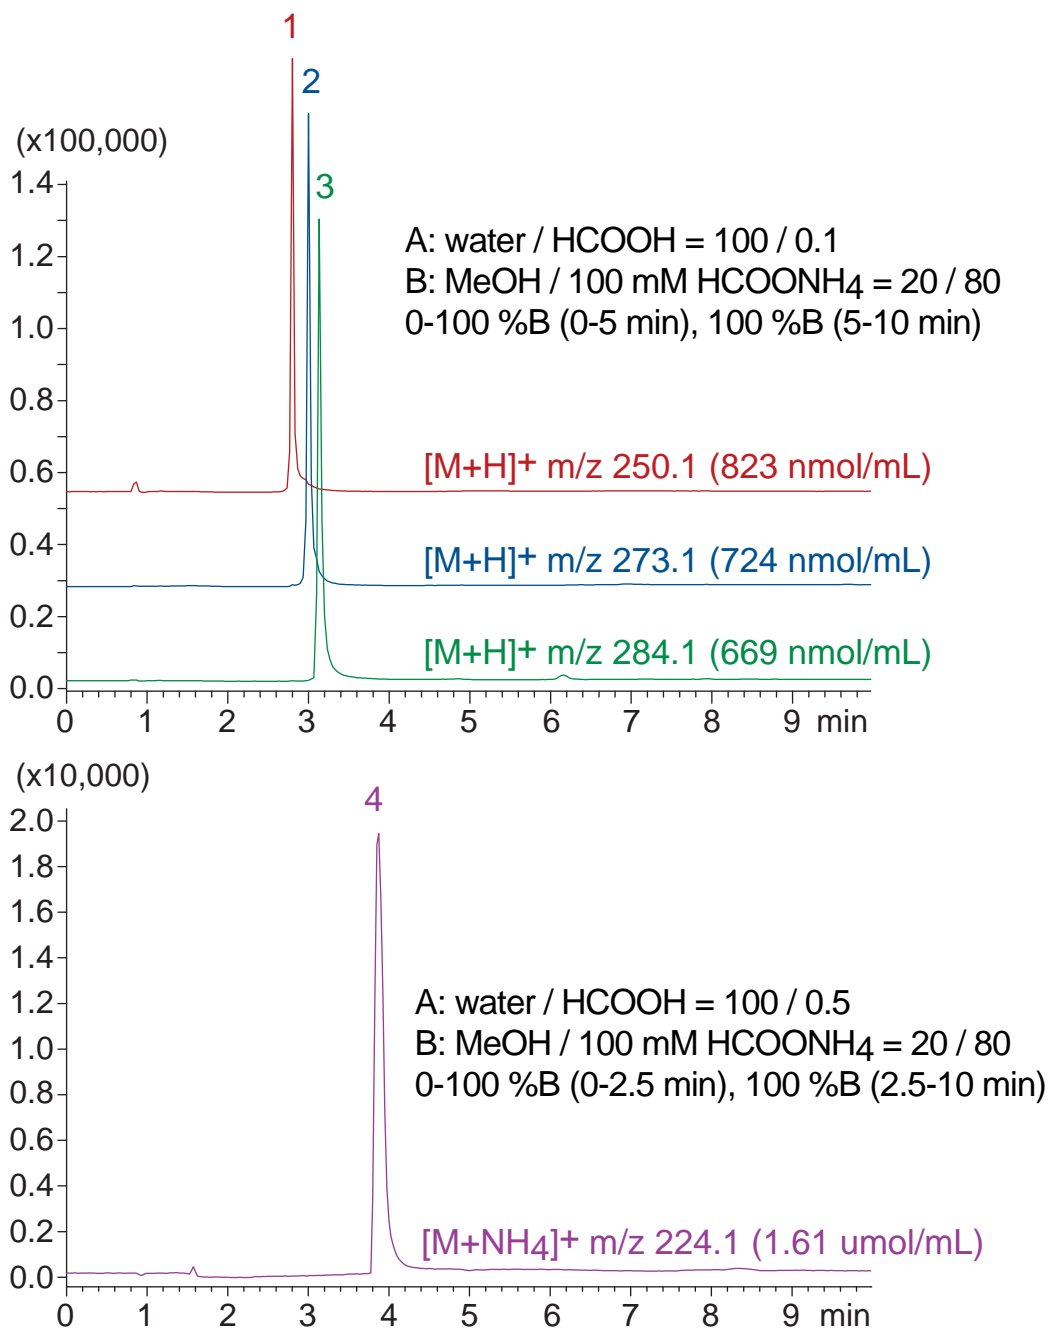 1
2
(x100,000)
3
1.4
A: water / HCOOH = 100 / 0.1
1.2
B: MeOH / 100 mM HCOONH4 = 20 / 80
1.0
0-100 %B (0-5 min), 100 %B (5-10 min)
0.8
0.6
[M+H]+ m/z 250.1 (823 nmol/mL)
0.4
[M+H]+ m/z 273.1 (724 nmol/mL)
0.2
[M+H]+ m/z 284.1 (669 nmol/mL)
0.0
0 1 2 3 4 5 6 7 8 9 min
(x10,000)
4
2.0
1.8
1.6
1.4
A: water / HCOOH = 100 / 0.5
1.2
B: MeOH / 100 mM HCOONH4 = 20 / 80
1.0
0-100 %B (0-2.5 min), 100 %B (2.5-10 min)
0.8
0.6
0.4
0.2
[M+NH4]+ m/z 224.1 (1.61 umol/mL)
0.0
0 1 2 3 4 5 6 7 8 9 min